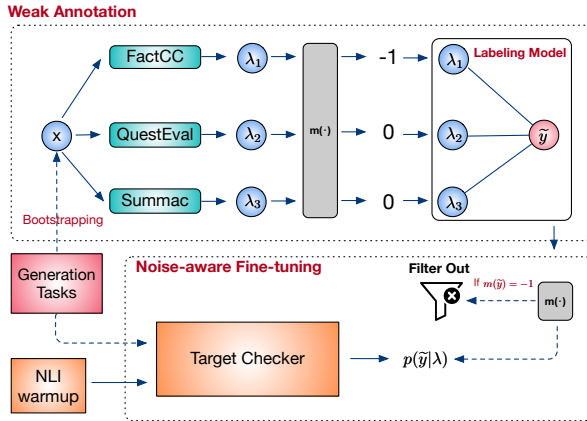 Weak Annotation
FactCC
λ1
-1
λ1
Labeling Model
x
QuestEval
λ2
m(·)
0
λ2
ỹ
Summac
λ3
0
λ3
Bootstrapping
Generation
Tasks
Noise-aware Fine-tuning
Filter Out
If m(ỹ) = −1
m(·)
Target Checker
p(ỹ|λ)
NLI
warmup